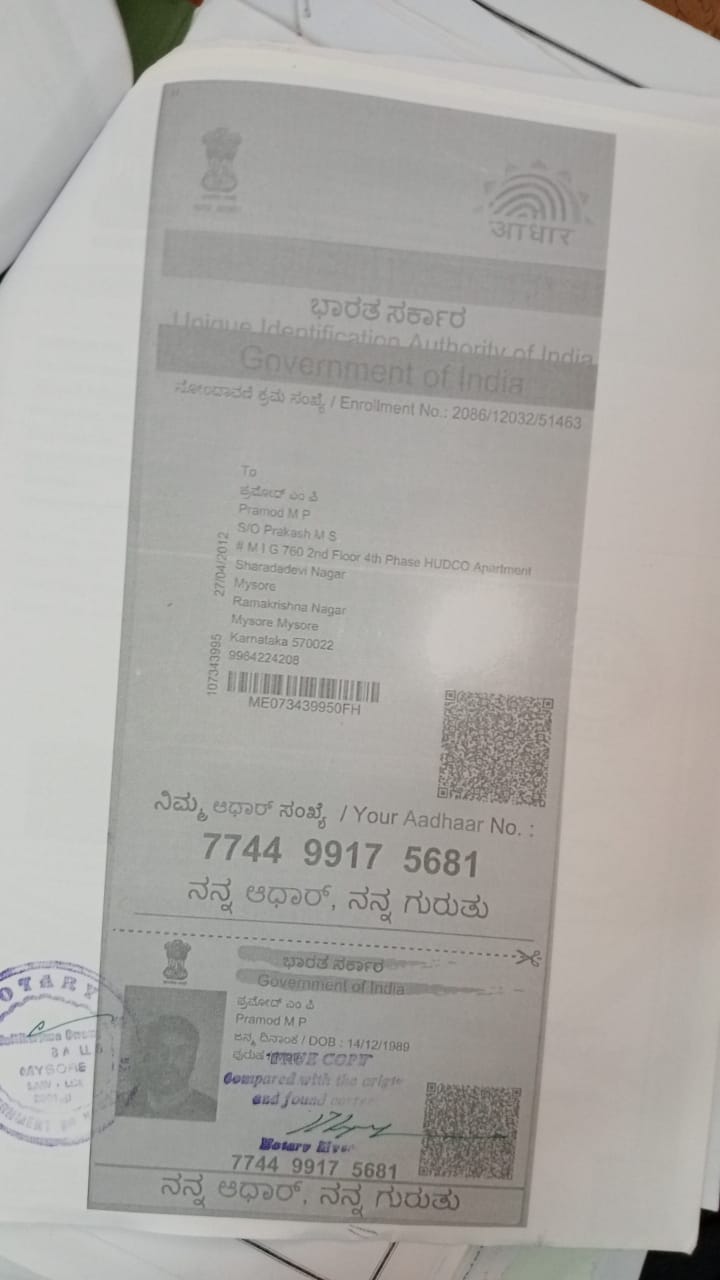 आधार
ಭಾರತ ಸರ್ಕಾರ
Unique Identification Authority of India
Government of India
ನೋಂದಾವಣೆ ಕ್ರಮ ಸಂಖ್ಯೆ / Enrollment No.: 2086/12032/51463
To
ಪ್ರಮೋದ್ ಎಂ ಪಿ
Pramod M P
S/O Prakash M S
# M I G 760 2nd Floor 4th Phase HUDCO Apartment
Sharadadevi Nagar
Mysore
Ramakrishna Nagar
Mysore Mysore
Karnataka 570022
9964224208
27/04/2012
107343995
ME073439950FH
ನಿಮ್ಮ ಆಧಾರ್ ಸಂಖ್ಯೆ / Your Aadhaar No. :
7744 9917 5681
ನನ್ನ ಆಧಾರ್, ನನ್ನ ಗುರುತು
ಭಾರತ ಸರ್ಕಾರ
Government of India
ಪ್ರಮೋದ್ ಎಂ ಪಿ
Pramod M P
ಜನ್ಮ ದಿನಾಂಕ / DOB : 14/12/1989
ಪುರುಷ
TRUE COPY
Compared with the
and found
Notary
7744 9917 5681
ನನ್ನ ಆಧಾರ್, ನನ್ನ ಗುರುತು
NOTARY
MYSORE